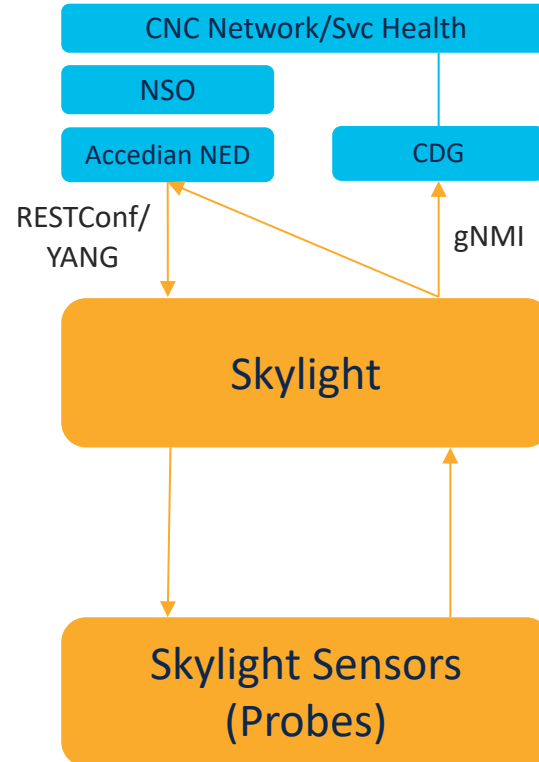 CNC Network/Svc Health
NSO
Accedian NED
CDG
RESTConf/
YANG
gNMI
Skylight
Skylight Sensors
(Probes)